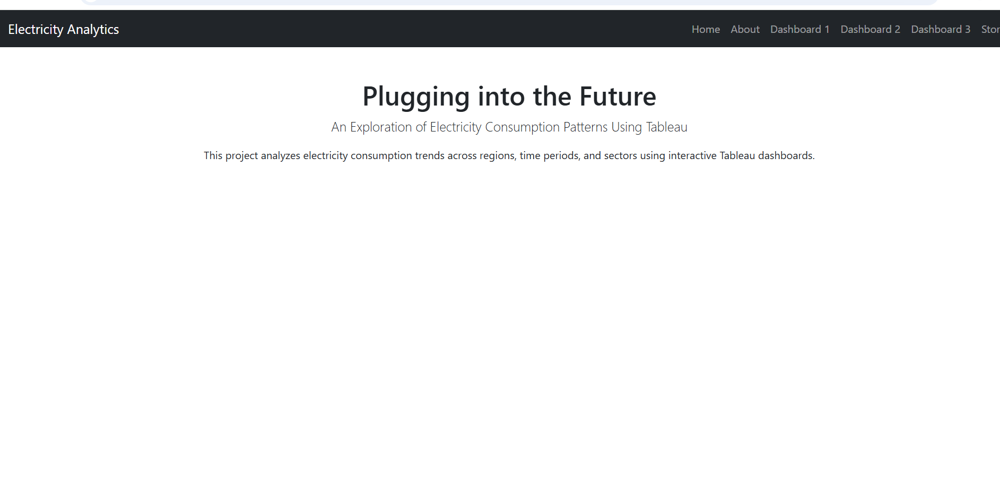 Electricity Analytics
Home About Dashboard 1 Dashboard 2 Dashboard 3 Stor
Plugging into the Future
An Exploration of Electricity Consumption Patterns Using Tableau
This project analyzes electricity consumption trends across regions, time periods, and sectors using interactive Tableau dashboards.